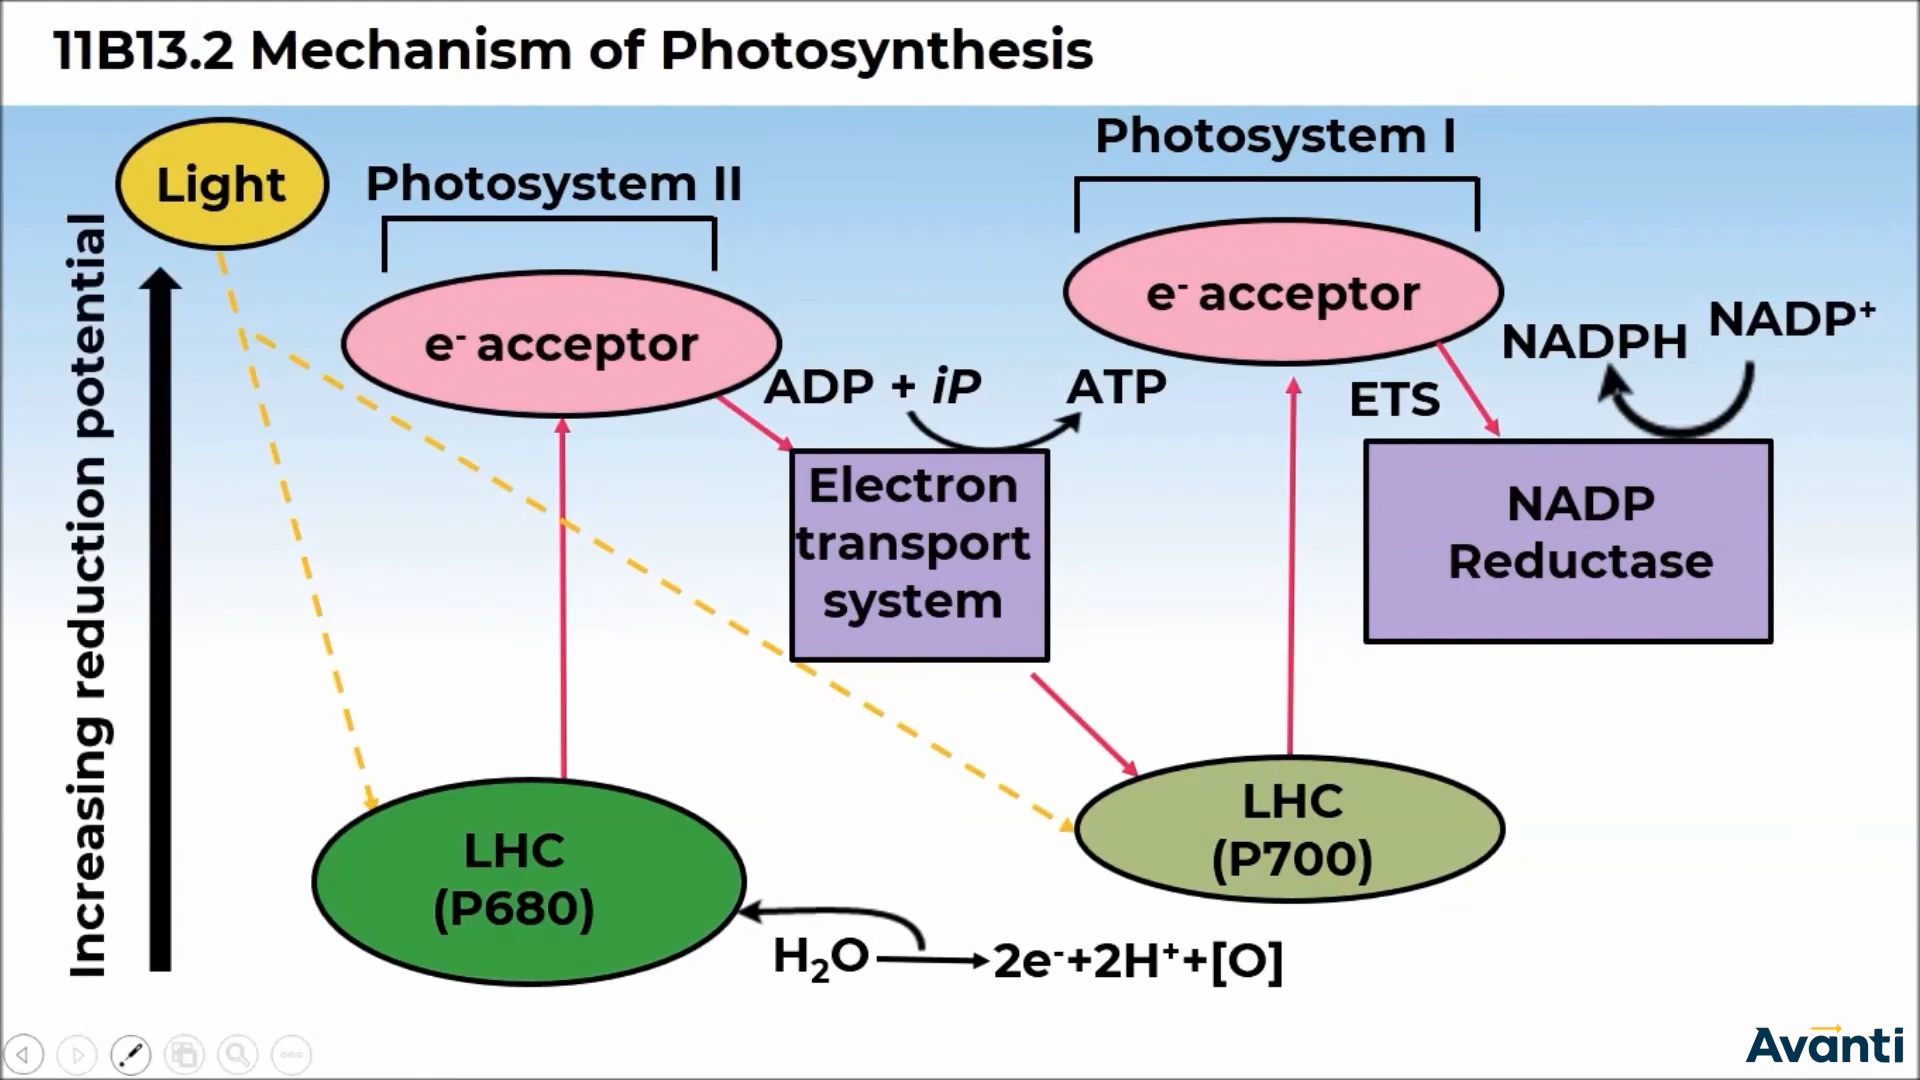 11B13.2 Mechanism of Photosynthesis
Light
Photosystem II
Photosystem I
Increasing reduction potential
e⁻ acceptor
e⁻ acceptor
ADP + iP
ATP
ETS
NADPH
NADP⁺
Electron
transport
system
NADP
Reductase
LHC
(P680)
LHC
(P700)
H₂O
2e⁻+2H⁺+[O]
Avanti